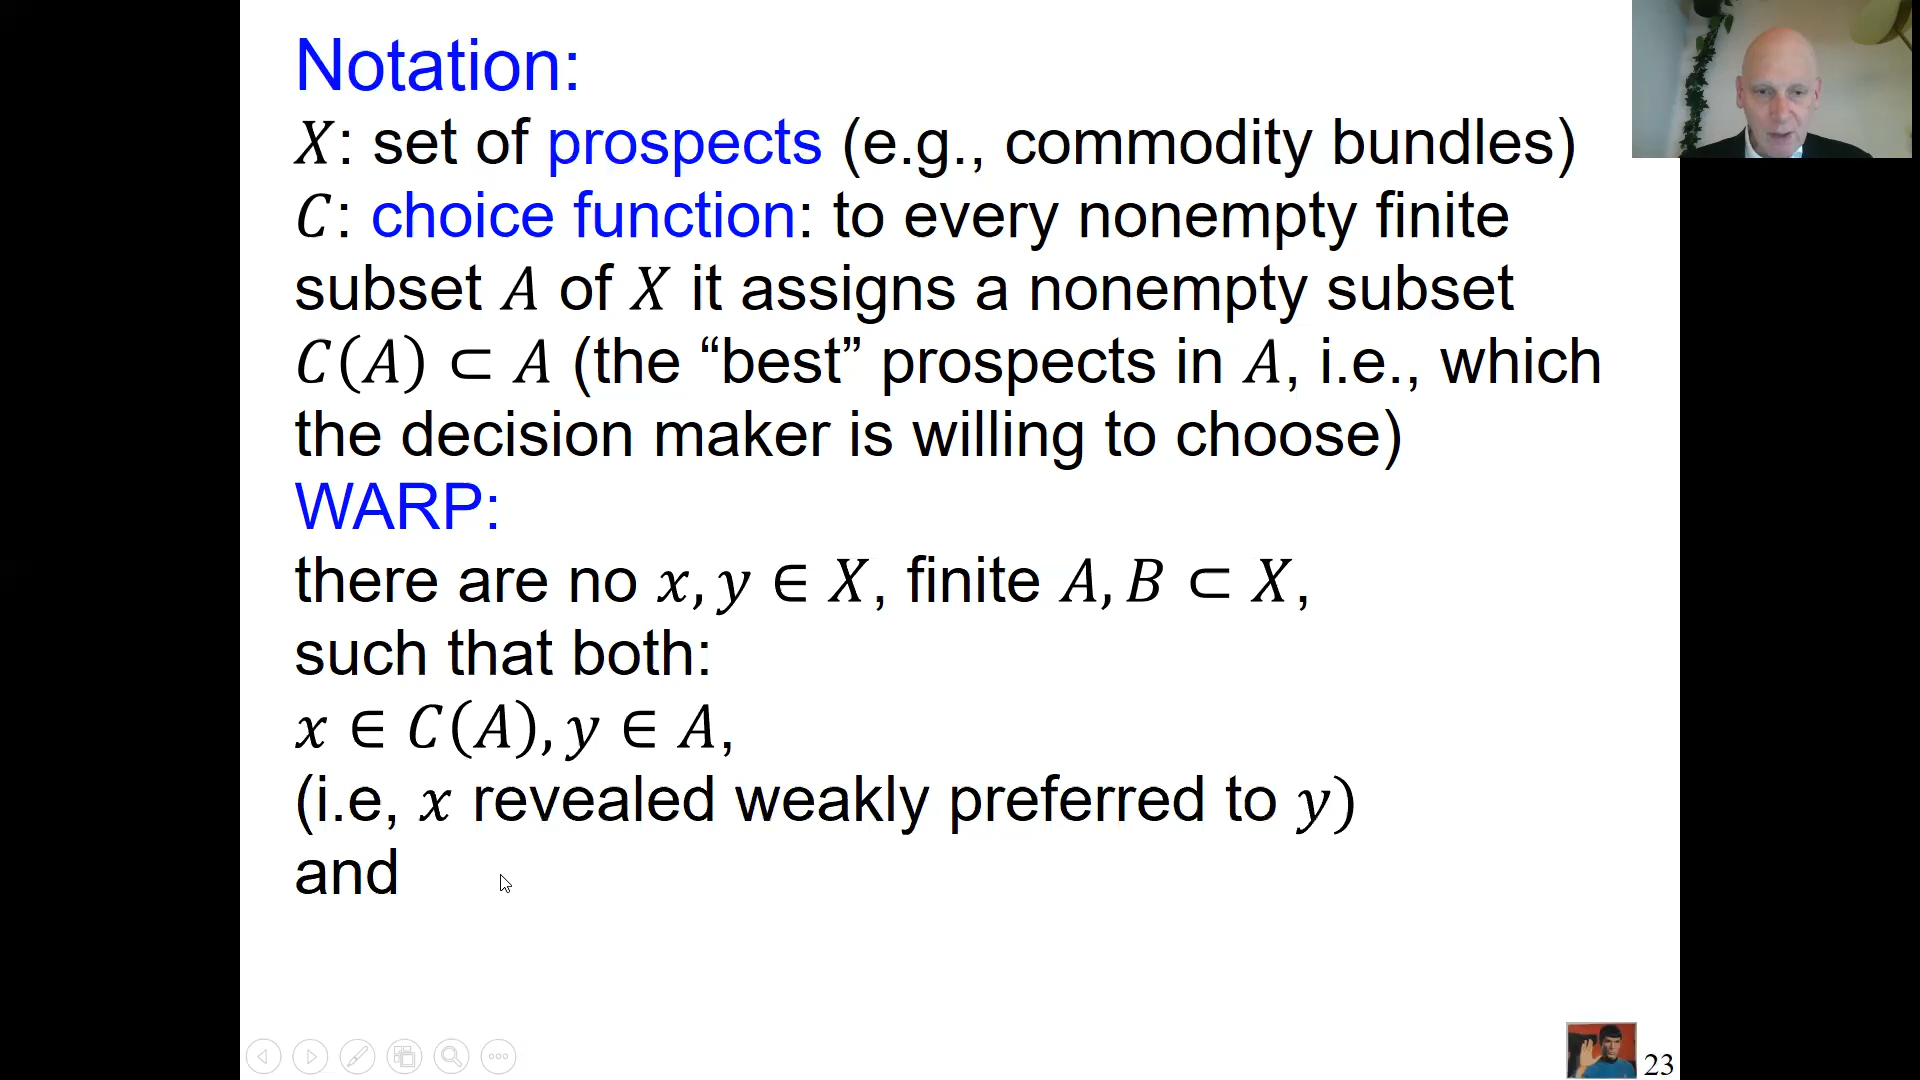 Notation:
X: set of prospects (e.g., commodity bundles)
C: choice function: to every nonempty finite
subset A of X it assigns a nonempty subset
C(A) ⊂ A (the “best” prospects in A, i.e., which
the decision maker is willing to choose)
WARP:
there are no x, y ∈ X, finite A, B ⊂ X,
such that both:
x ∈ C(A), y ∈ A,
(i.e, x revealed weakly preferred to y)
and
23